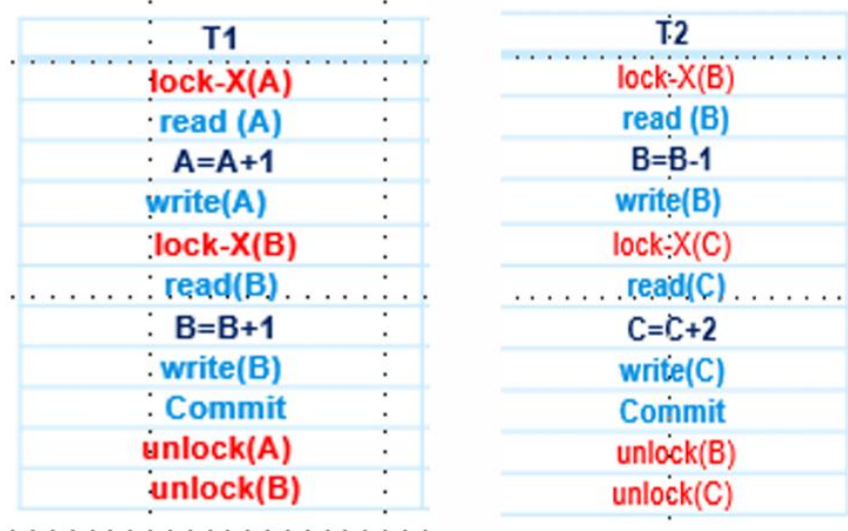 T1
lock-X(A)
read (A)
A=A+1
write(A)
lock-X(B)
read(B)
B=B+1
write(B)
Commit
unlock(A)
unlock(B)
T2
lock-X(B)
read (B)
B=B-1
write(B)
lock-X(C)
read(C)
C=C+2
write(C)
Commit
unlock(B)
unlock(C)